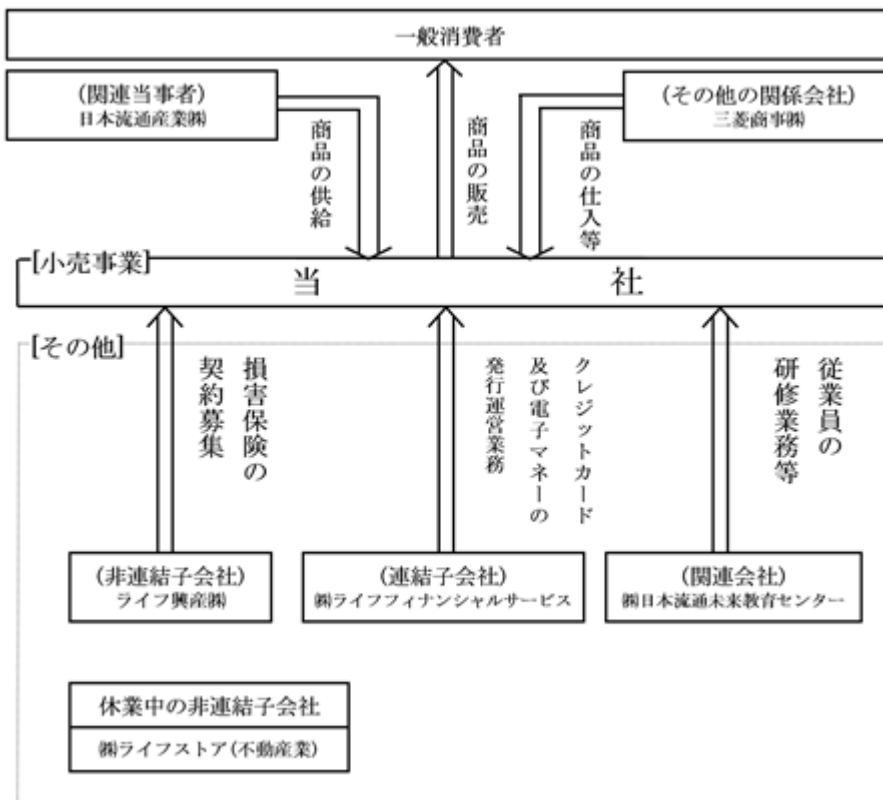 一般消費者
(関連当事者)
日本流通産業㈱
(その他の関係会社)
三菱商事㈱
商品の供給
商品の販売
商品の仕入等
[小売事業]
当社
[その他]
損害保険の
契約募集
クレジットカード
及び電子マネーの
発行運営業務
従業員の
研修業務等
(非連結子会社)
ライフ興産㈱
(連結子会社)
㈱ライフフィナンシャルサービス
(関連会社)
㈱日本流通未来教育センター
休業中の非連結子会社
㈱ライフストア(不動産業)